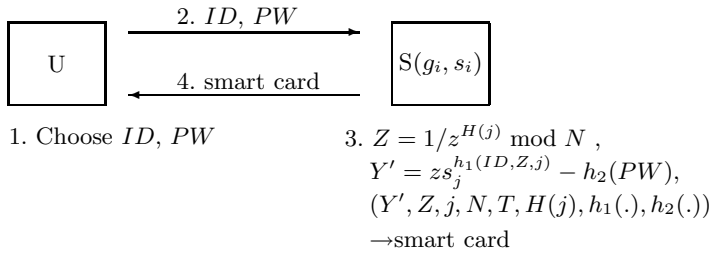 2. ID, PW
U
S(g_i, s_i)
4. smart card
1. Choose ID, PW
3. Z = 1/z^{H(j)} mod N ,
Y' = zs_j^{h_1(ID,Z,j)} − h_2(PW),
(Y', Z, j, N, T, H(j), h_1(.), h_2(.))
→smart card